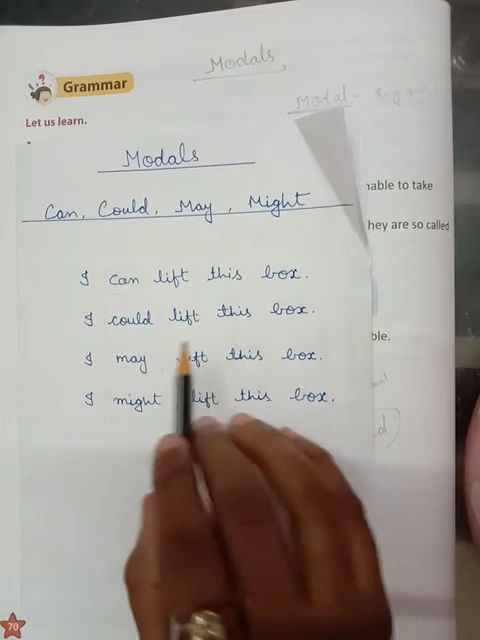 Modals,
Grammar
Modal -
Let us learn.
Modals
nable to take
Can, Could, May, Might
hey are so called
I can lift this box.
I could lift this box.
ble.
I may lift this box.
I might lift this box.
d)
70